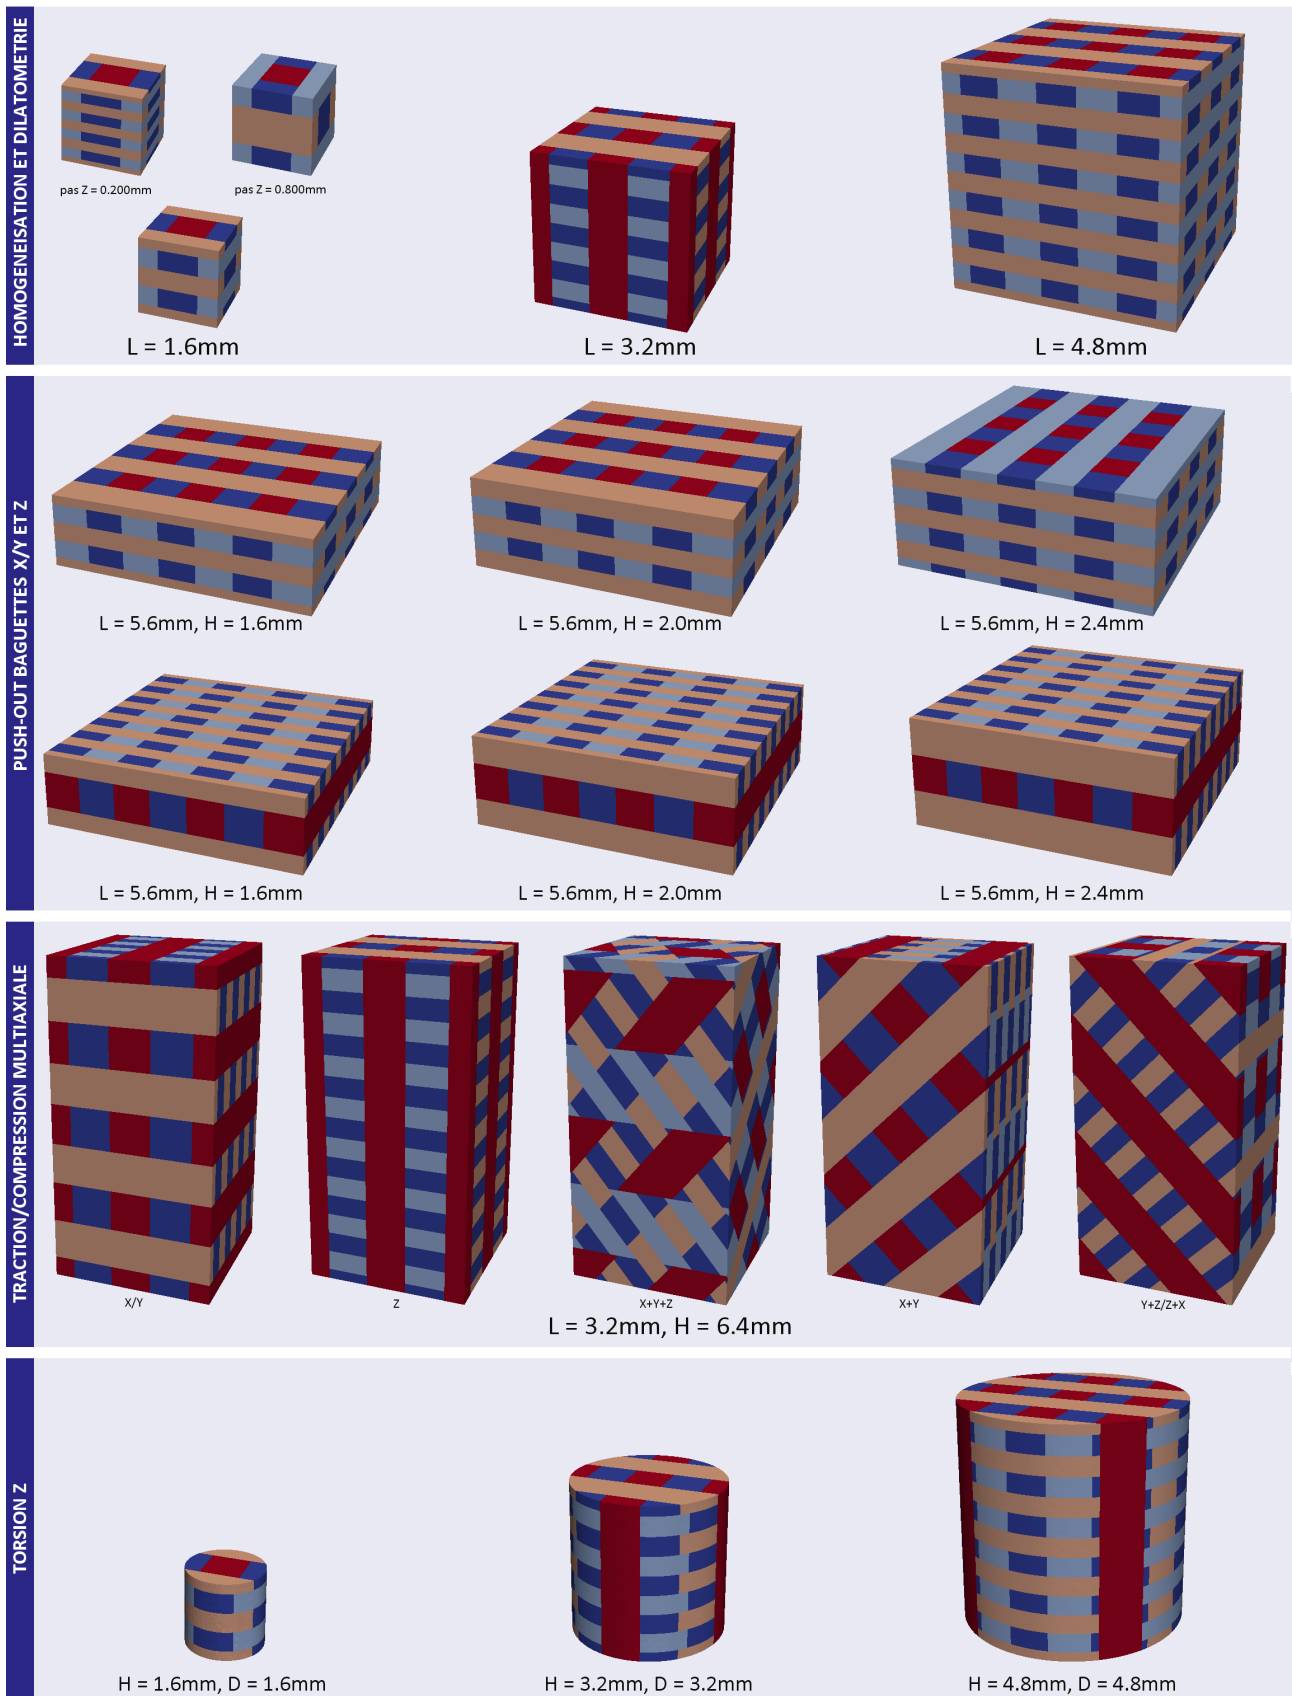 HOMOGENEISATION ET DILATOMETRIE
pas Z = 0.200mm
pas Z = 0.800mm
L = 1.6mm
L = 3.2mm
L = 4.8mm
PUSH-OUT BAGUETTES X/Y ET Z
L = 5.6mm, H = 1.6mm
L = 5.6mm, H = 2.0mm
L = 5.6mm, H = 2.4mm
L = 5.6mm, H = 1.6mm
L = 5.6mm, H = 2.0mm
L = 5.6mm, H = 2.4mm
TRACTION/COMPRESSION MULTIAXIALE
X/Y
Z
X+Y+Z
X+Y
Y+Z/Z+X
L = 3.2mm, H = 6.4mm
TORSION Z
H = 1.6mm, D = 1.6mm
H = 3.2mm, D = 3.2mm
H = 4.8mm, D = 4.8mm